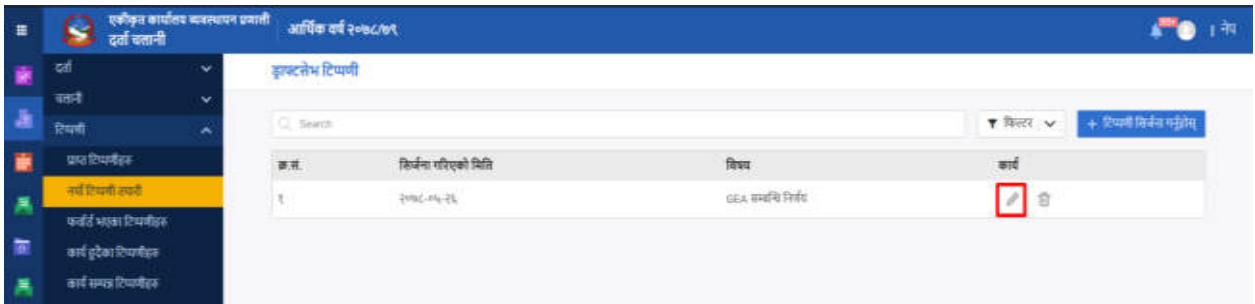 एकीकृत कार्यालय व्यवस्थापन प्रणाली
दर्ता चलानी
आर्थिक वर्ष २०७८/७९
| नेप
दर्ता
चलानी
टिप्पणी
प्राप्त टिप्पणीहरु
नयाँ टिप्पणी तयारी
फर्वार्ड भएका टिप्पणीहरु
कार्य हुदैका टिप्पणीहरु
कार्य सम्पन्न टिप्पणीहरु
ड्राफ्टसेभ टिप्पणी
Search
फिल्टर
+ टिप्पणी सिर्जना गर्नुहोस्
क्र.सं. सिर्जना गरिएको मिति विषय कार्य
१ २०७८-०५-२६ GEA सम्बन्धि निर्णय